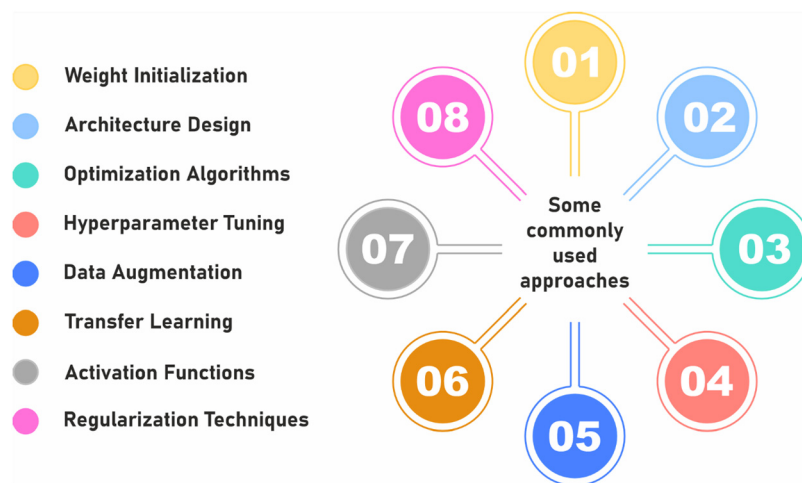 Weight Initialization
Architecture Design
Optimization Algorithms
Hyperparameter Tuning
Data Augmentation
Transfer Learning
Activation Functions
Regularization Techniques
01
02
03
04
05
06
07
08
Some
commonly
used
approaches